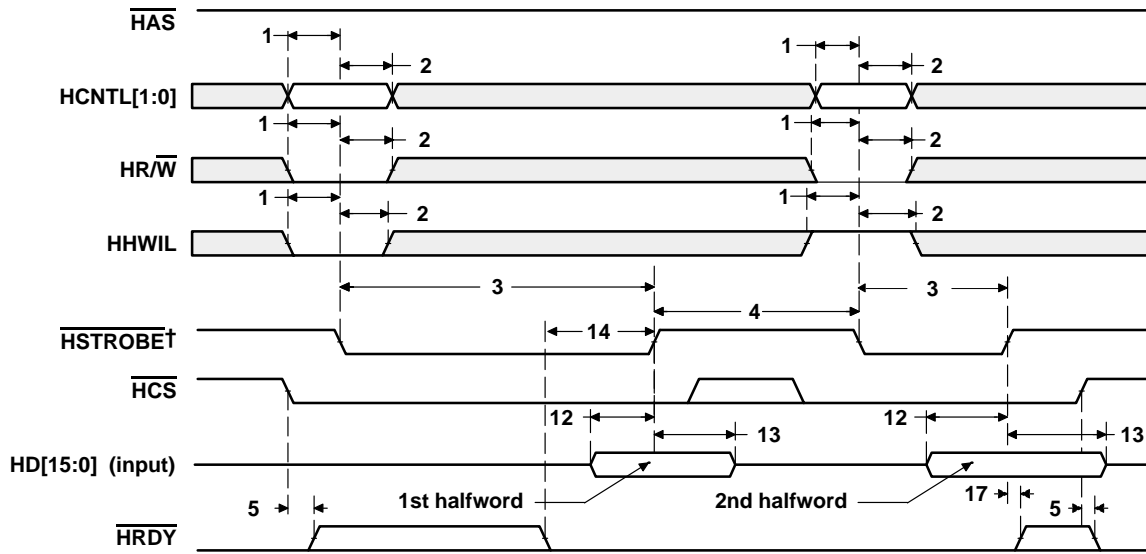 HAS
1
1
2
2
HCNTL[1:0]
1
1
2
2
HR/W
1
1
2
2
HHWIL
3
3
4
14
HSTROBE†
HCS
12
12
13
13
HD[15:0] (input)
1st halfword
2nd halfword
17
5
5
HRDY